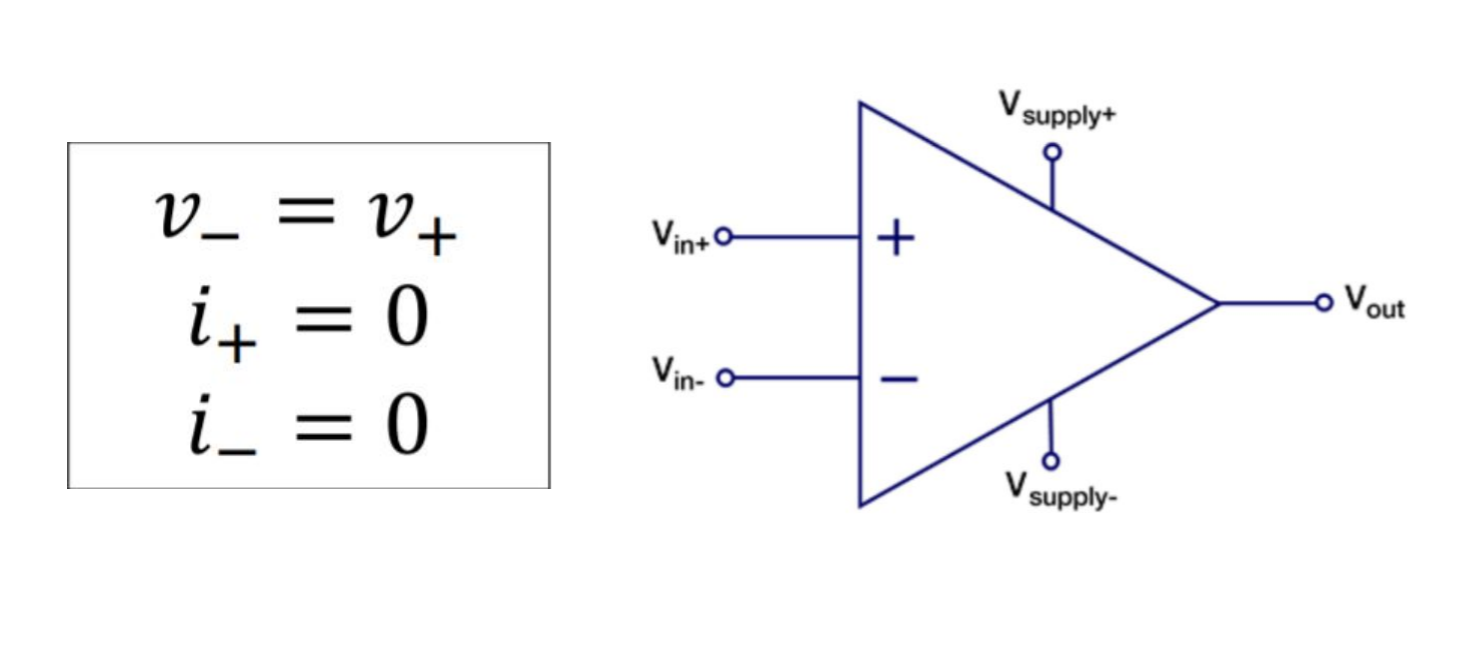 v₋ = v₊
i₊ = 0
i₋ = 0
Vsupply+
Vin+
+
Vout
Vin-
−
Vsupply-